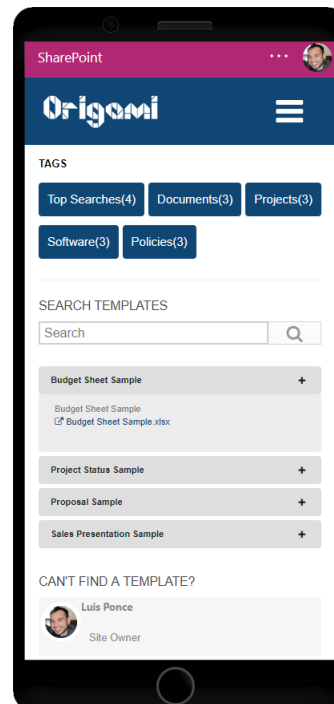 SharePoint ...
Origami
TAGS
Top Searches(4) Documents(3) Projects(3)
Software(3) Policies(3)
SEARCH TEMPLATES
Search
Budget Sheet Sample +
Budget Sheet Sample
Budget Sheet Sample.xlsx
Project Status Sample +
Proposal Sample +
Sales Presentation Sample +
CAN'T FIND A TEMPLATE?
Luis Ponce
Site Owner